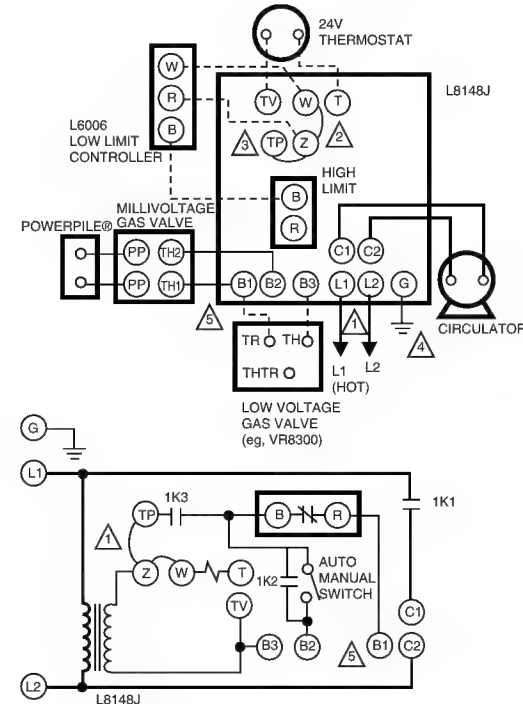 24V
THERMOSTAT
W
R
B
L6006
LOW LIMIT
CONTROLLER
L8148J
TV
W
T
3
TP
Z
2
HIGH
LIMIT
B
R
MILLIVOLTAGE
GAS VALVE
POWERPILE®
PP
TH2
PP
TH1
C1
C2
B1
B2
B3
L1
L2
G
5
1
4
CIRCULATOR
TR
TH
THTR
L1
(HOT)
L2
LOW VOLTAGE
GAS VALVE
(eg, VR8300)
G
L1
TP
1K3
B
R
1K1
1
Z
W
T
1K2
AUTO
MANUAL
SWITCH
TV
C1
B3
B2
5
B1
C2
L2
L8148J